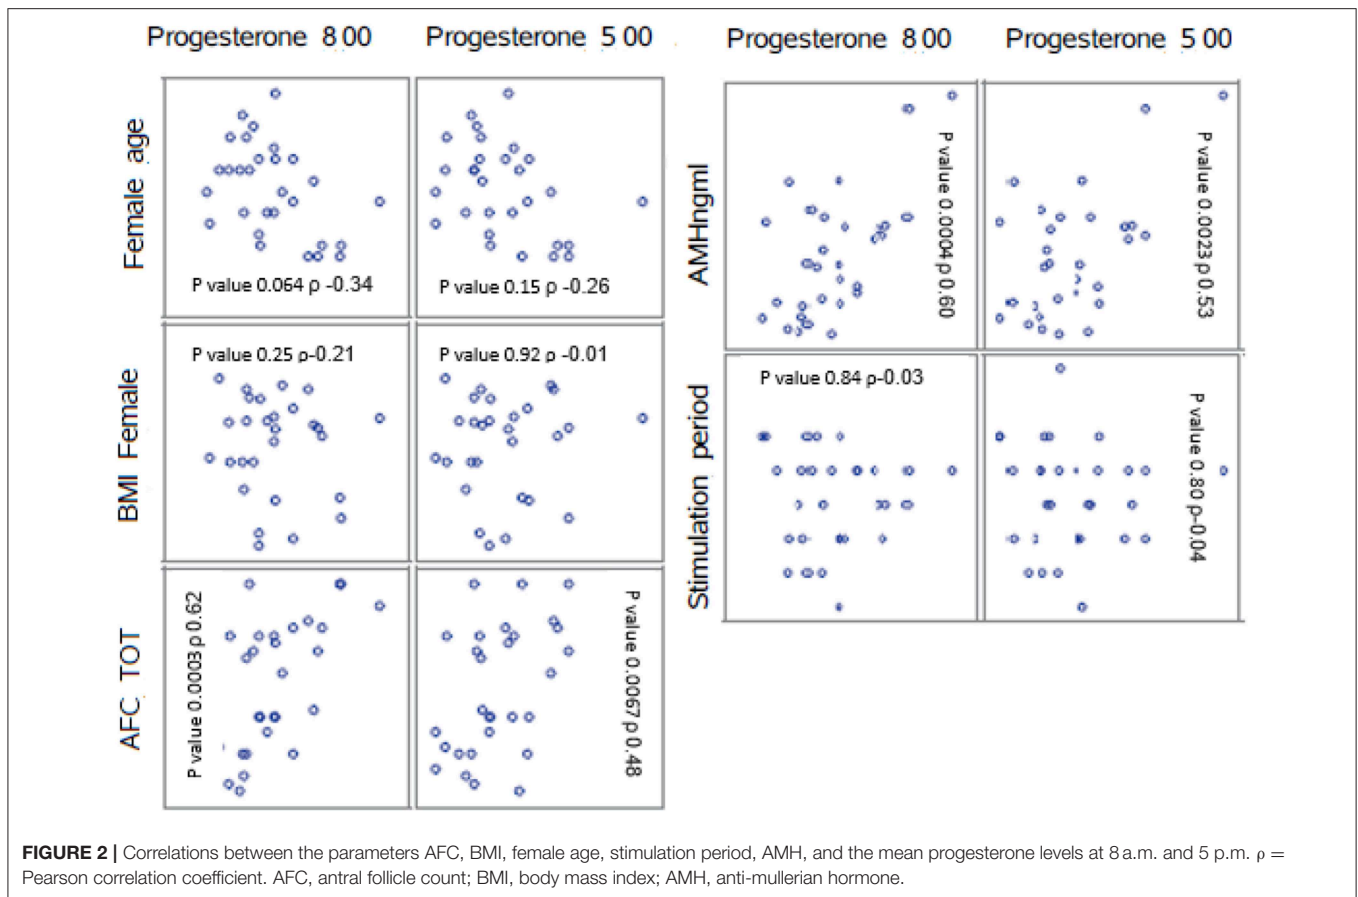 Progesterone 8 00
Progesterone 5 00
Female age
P value 0.064 ρ -0.34
P value 0.15 ρ -0.26
BMI Female
P value 0.25 ρ-0.21
P value 0.92 ρ -0.01
AFC TOT
P value 0.0003 ρ 0.62
P value 0.0067 ρ 0.48
Progesterone 8 00
Progesterone 5 00
AMHngml
P value 0.0004 ρ 0.60
P value 0.0023 ρ 0.53
Stimulation period
P value 0.84 ρ-0.03
P value 0.80 ρ-0.04
FIGURE 2 | Correlations between the parameters AFC, BMI, female age, stimulation period, AMH, and the mean progesterone levels at 8 a.m. and 5 p.m. ρ =
Pearson correlation coefficient. AFC, antral follicle count; BMI, body mass index; AMH, anti-mullerian hormone.